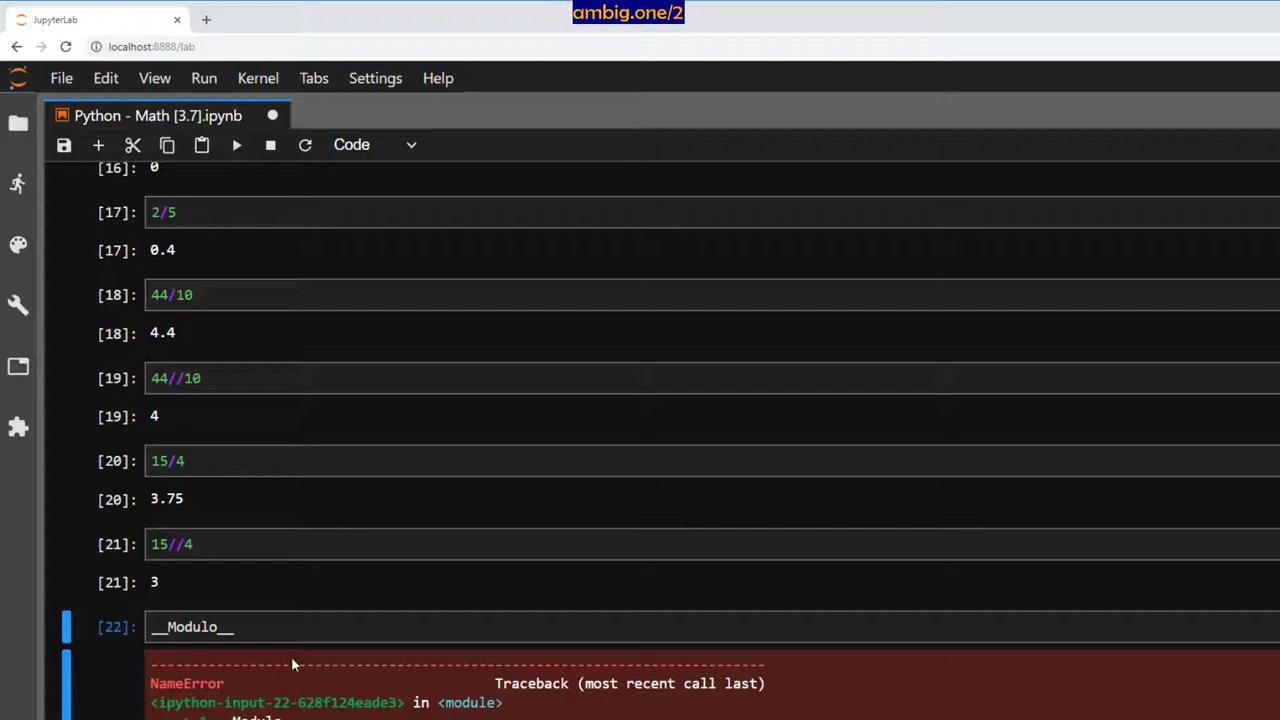 ambig.one/2
JupyterLab
localhost:8888/lab
File Edit View Run Kernel Tabs Settings Help
Python - Math [3.7].ipynb
Code
[16]: 0
[17]: 2/5
[17]: 0.4
[18]: 44/10
[18]: 4.4
[19]: 44//10
[19]: 4
[20]: 15/4
[20]: 3.75
[21]: 15//4
[21]: 3
[22]: __Modulo__
---------------------------------------------------------------------------
NameError Traceback (most recent call last)
<ipython-input-22-628f124eade3> in <module>